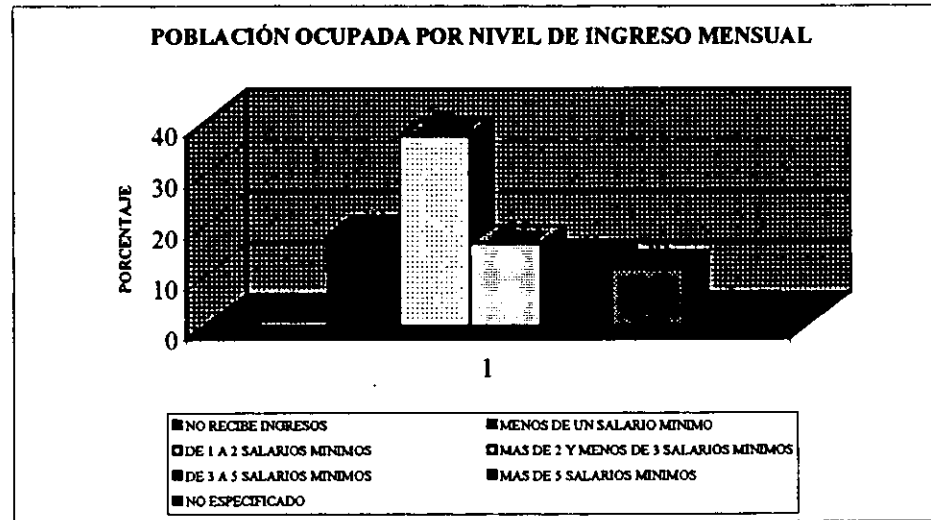 POBLACIÓN OCUPADA POR NIVEL DE INGRESO MENSUAL
PORCENTAJE
40
30
20
10
0
1
NO RECIBE INGRESOS
MENOS DE UN SALARIO MINIMO
DE 1 A 2 SALARIOS MINIMOS
MAS DE 2 Y MENOS DE 3 SALARIOS MINIMOS
DE 3 A 5 SALARIOS MINIMOS
MAS DE 5 SALARIOS MINIMOS
NO ESPECIFICADO